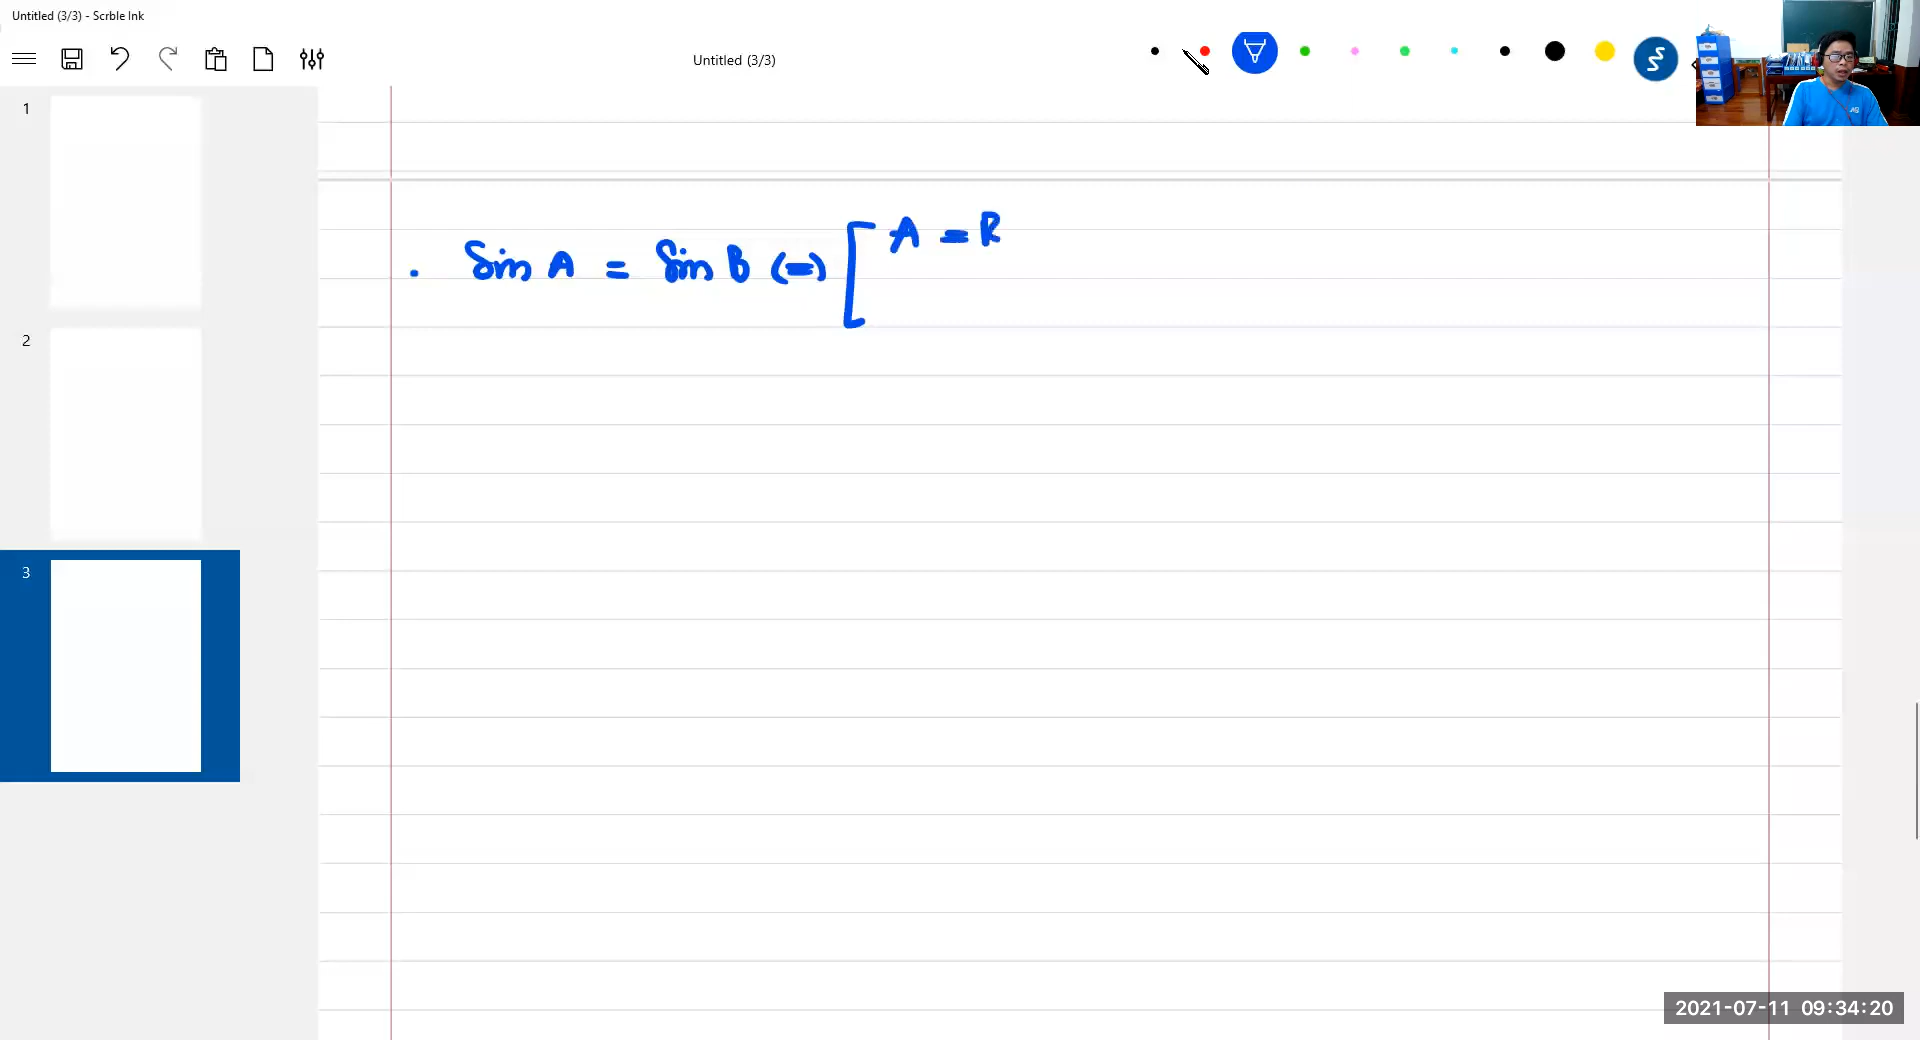 Untitled (3/3) - Scrble Ink
Untitled (3/3)
1
2
3
. Sin A = Sin B (=) [ A = R
2021-07-11 09:34:20